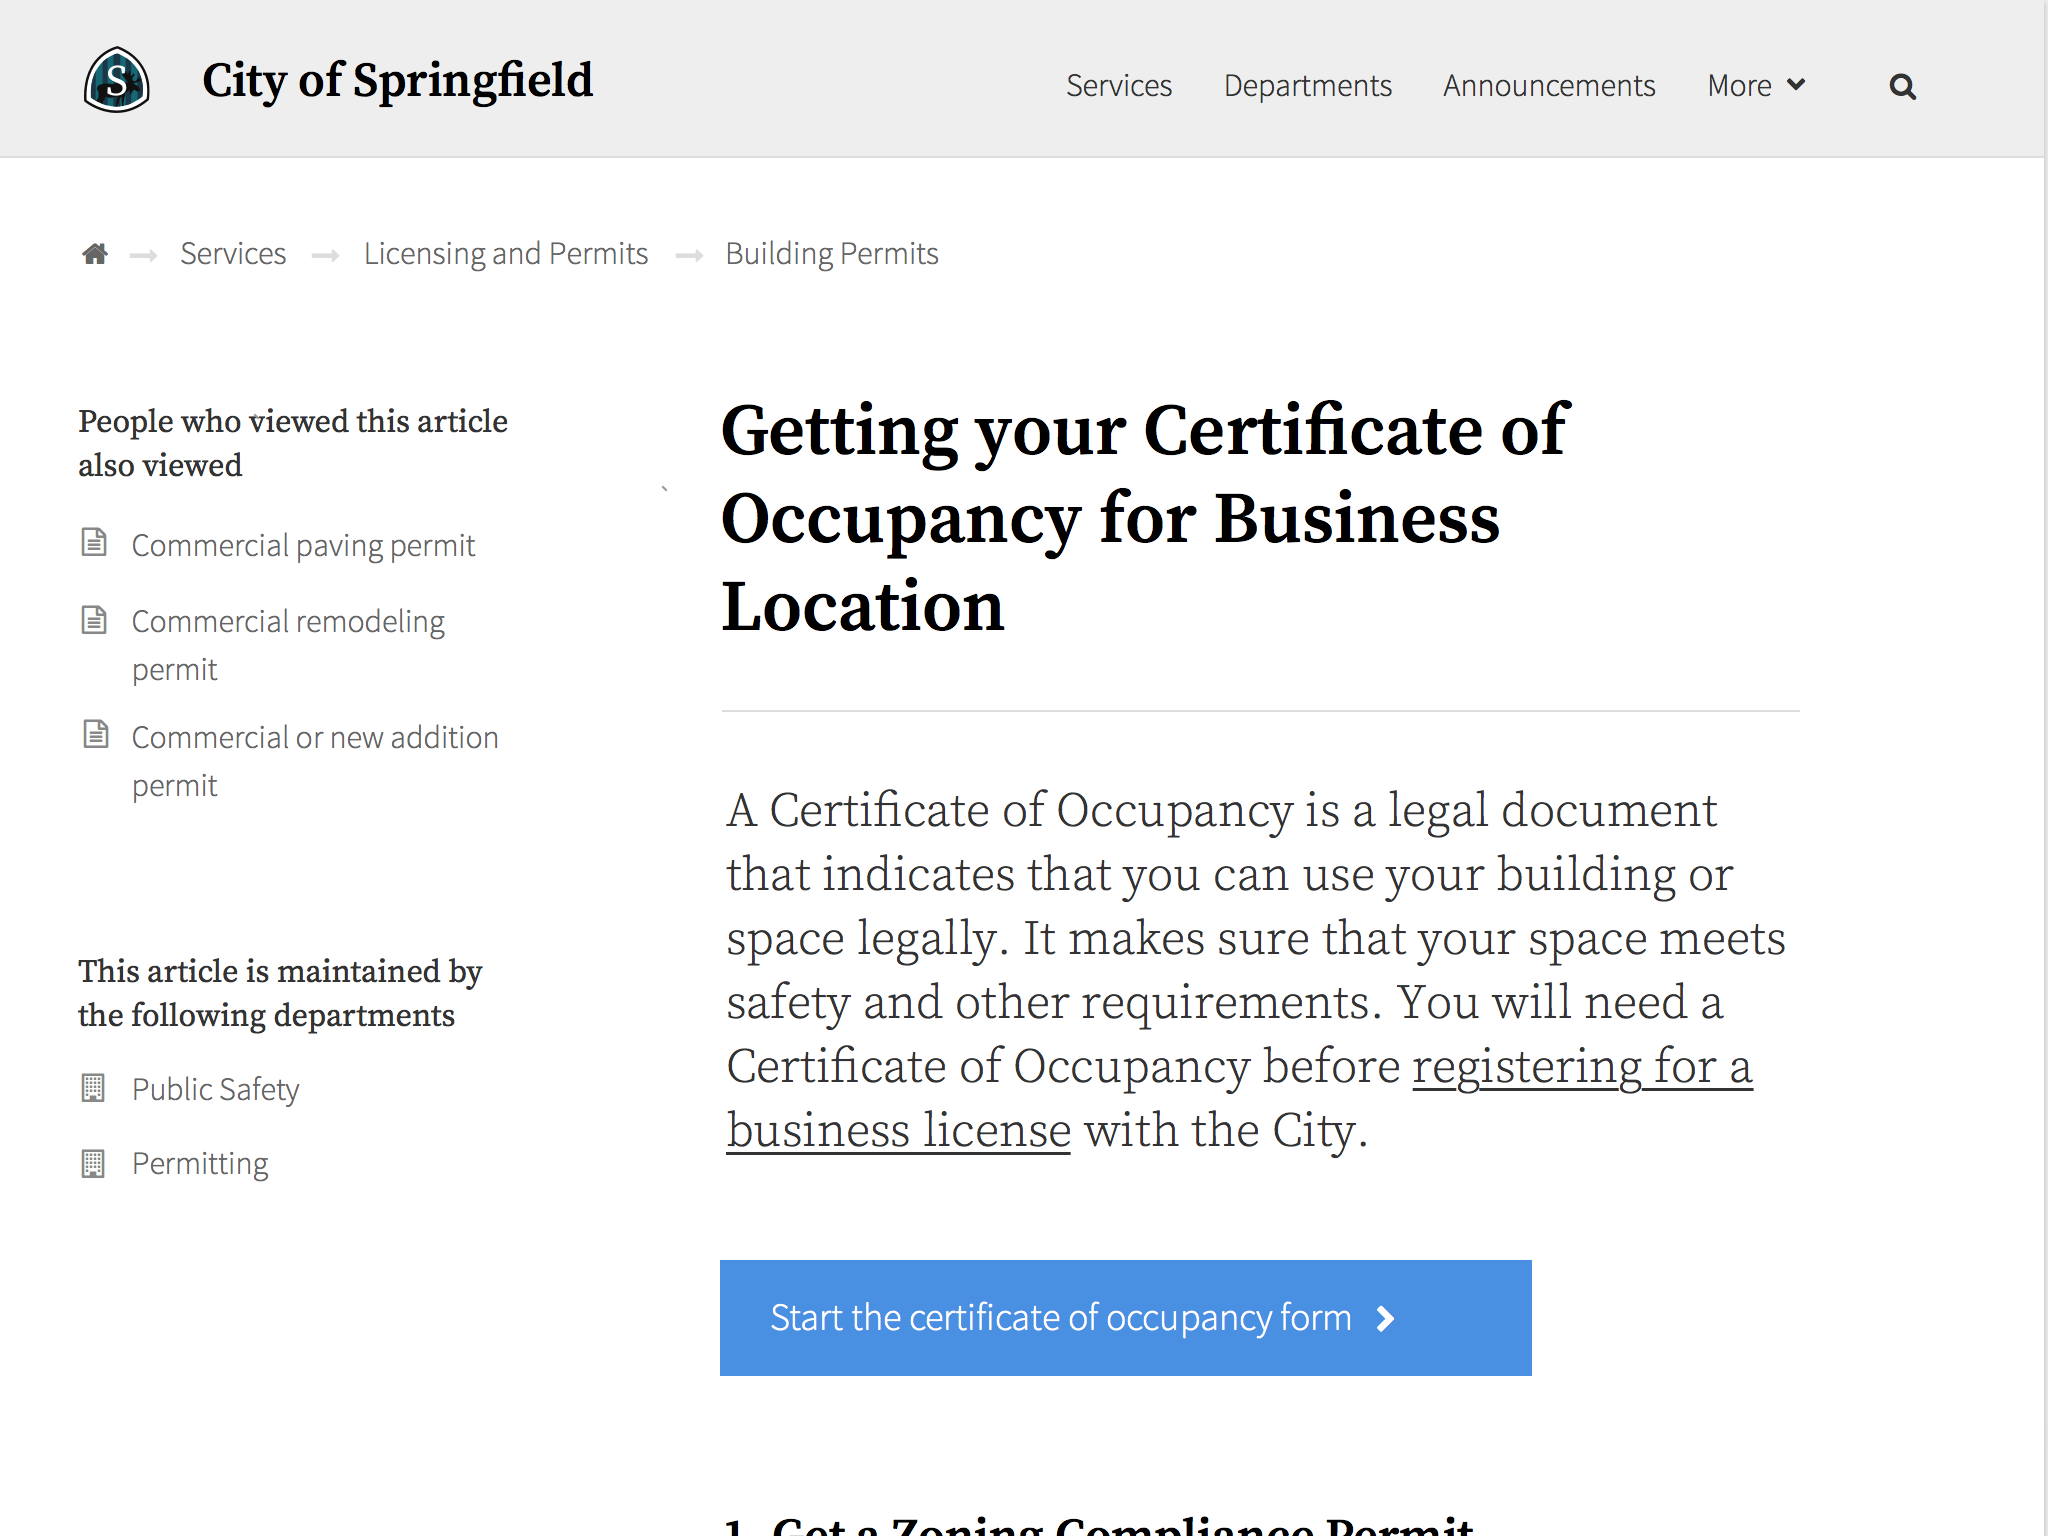 S
City of Springfield
Services Departments Announcements More
Services Licensing and Permits Building Permits
People who viewed this article
also viewed
Commercial paving permit
Commercial remodeling
permit
Commercial or new addition
permit
This article is maintained by
the following departments
Public Safety
Permitting
Getting your Certificate of
Occupancy for Business
Location
A Certificate of Occupancy is a legal document
that indicates that you can use your building or
space legally. It makes sure that your space meets
safety and other requirements. You will need a
Certificate of Occupancy before registering for a
business license with the City.
Start the certificate of occupancy form
1. Get a Zoning Compliance Permit